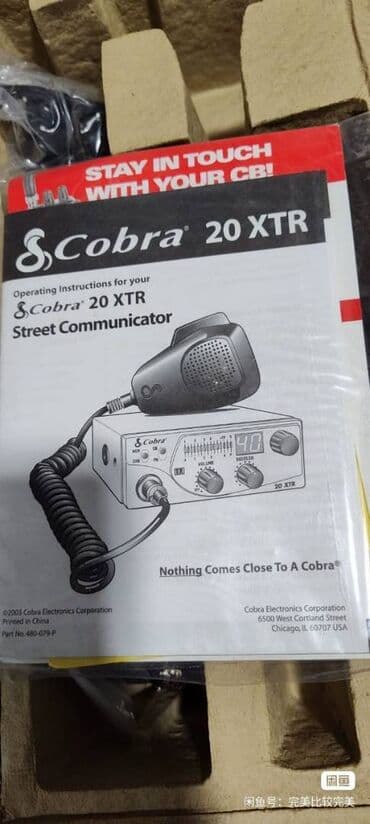 STAY IN TOUCH
WITH YOUR CB!
Cobra® 20 XTR
Operating Instructions for your
Cobra® 20 XTR
Street Communicator
Cobra
40
VOLUME
SQUELCH
20 XTR
Nothing Comes Close To A Cobra®
©2003 Cobra Electronics Corporation
Printed in China
Part No. 480-079-P
Cobra Electronics Corporation
6500 West Cortland Street
Chicago, IL 60707 USA
闲鱼
闲鱼号：完美比较完美